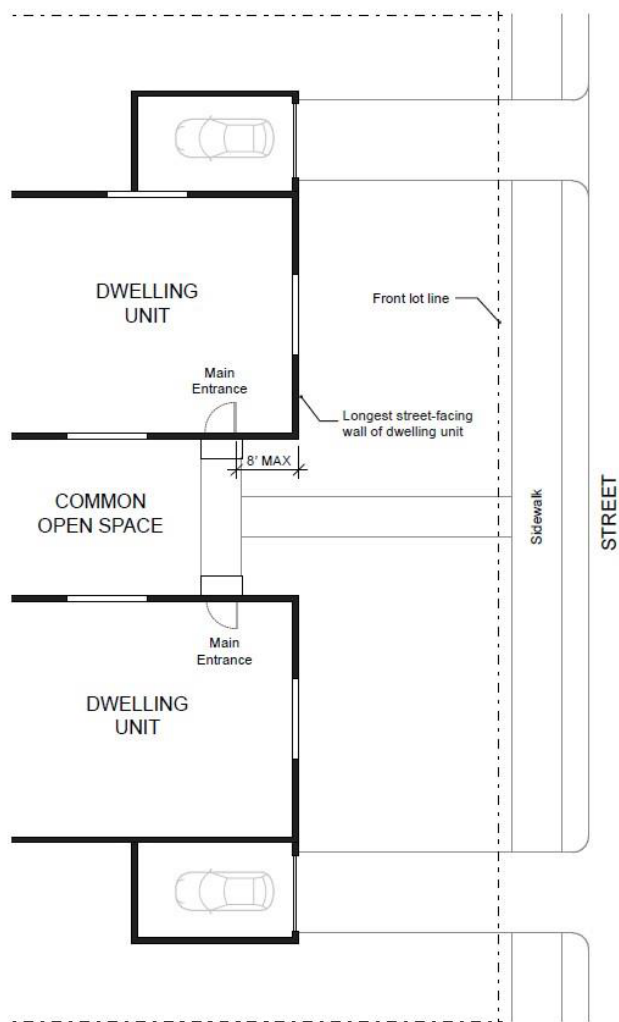 DWELLING
UNIT
Front lot line
Main
Entrance
Longest street-facing
wall of dwelling unit
8' MAX
COMMON
OPEN SPACE
Sidewalk
STREET
Main
Entrance
DWELLING
UNIT